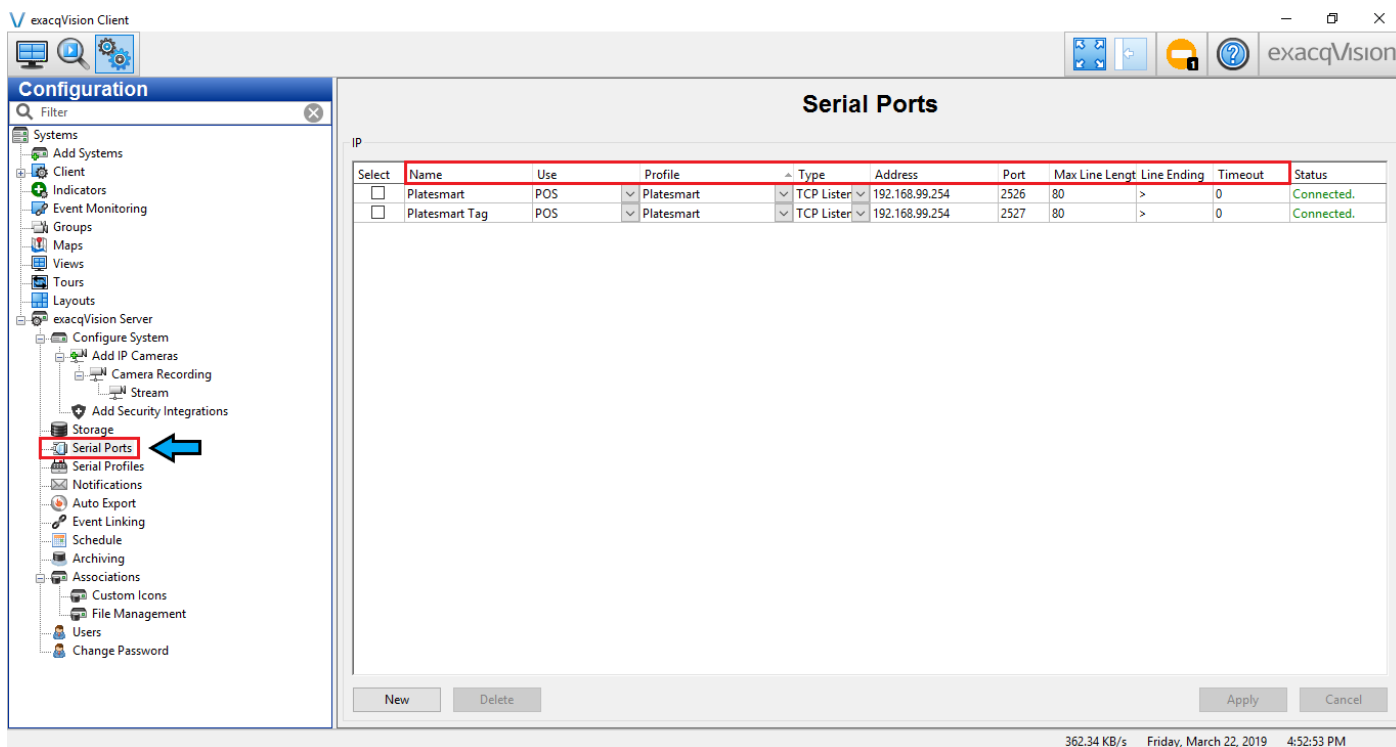 exacqVision Client
1
exacqVision
Configuration
Filter
Systems
Add Systems
Client
Indicators
Event Monitoring
Groups
Maps
Views
Tours
Layouts
exacqVision Server
Configure System
Add IP Cameras
Camera Recording
Stream
Add Security Integrations
Storage
Serial Ports
Serial Profiles
Notifications
Auto Export
Event Linking
Schedule
Archiving
Associations
Custom Icons
File Management
Users
Change Password
Serial Ports
IP
Select Name Use Profile Type Address Port Max Line Lengt Line Ending Timeout Status
Platesmart POS Platesmart TCP Lister 192.168.99.254 2526 80 > 0 Connected.
Platesmart Tag POS Platesmart TCP Lister 192.168.99.254 2527 80 > 0 Connected.
New Delete Apply Cancel
362.34 KB/s Friday, March 22, 2019 4:52:53 PM